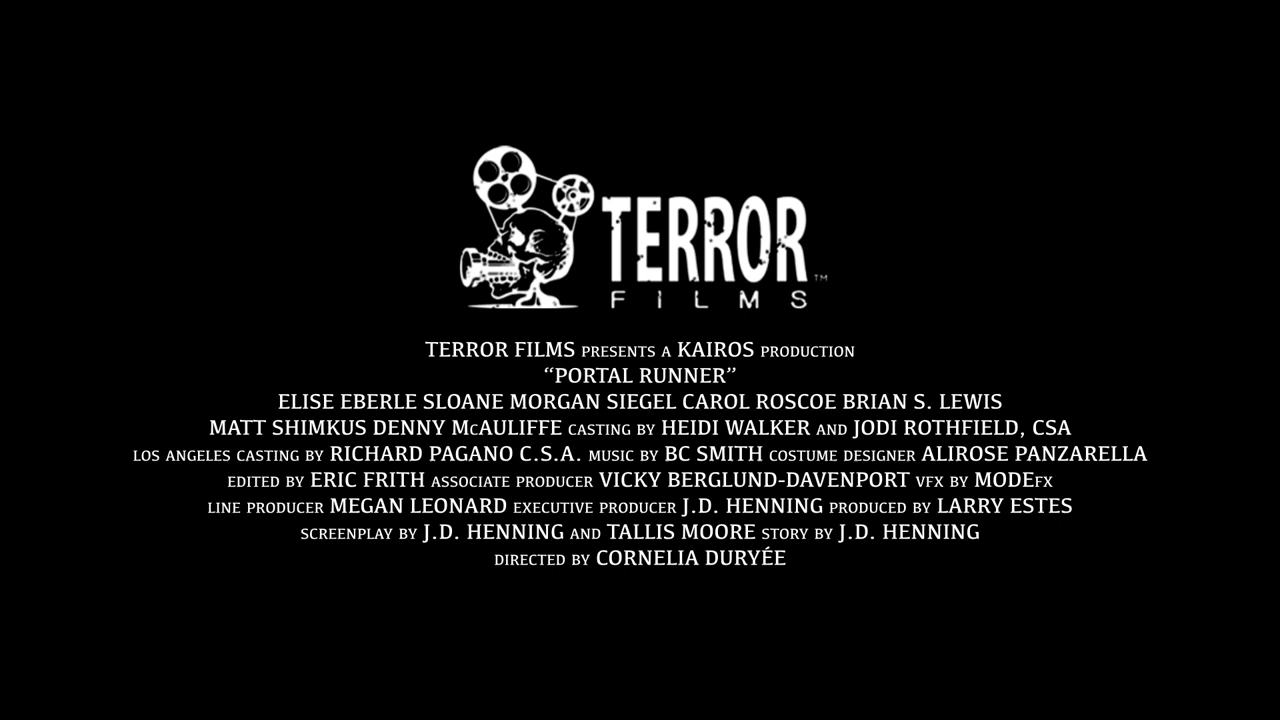 TERROR™
FILMS
TERROR FILMS PRESENTS A KAIROS PRODUCTION
“PORTAL RUNNER”
ELISE EBERLE SLOANE MORGAN SIEGEL CAROL ROSCOE BRIAN S. LEWIS
MATT SHIMKUS DENNY McAULIFFE CASTING BY HEIDI WALKER AND JODI ROTHFIELD, CSA
LOS ANGELES CASTING BY RICHARD PAGANO C.S.A. MUSIC BY BC SMITH COSTUME DESIGNER ALIROSE PANZARELLA
EDITED BY ERIC FRITH ASSOCIATE PRODUCER VICKY BERGLUND-DAVENPORT VFX BY MODEFX
LINE PRODUCER MEGAN LEONARD EXECUTIVE PRODUCER J.D. HENNING PRODUCED BY LARRY ESTES
SCREENPLAY BY J.D. HENNING AND TALLIS MOORE STORY BY J.D. HENNING
DIRECTED BY CORNELIA DURYÉE